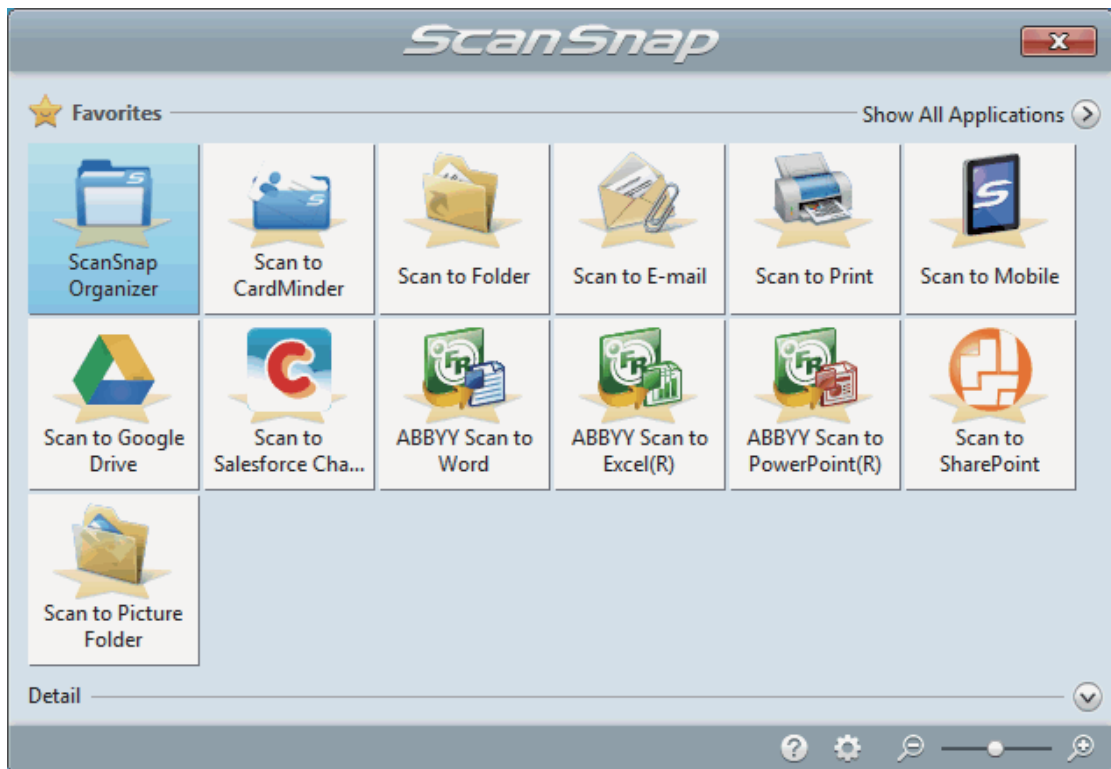 ScanSnap
Favorites
Show All Applications
ScanSnap
Organizer
Scan to
CardMinder
Scan to Folder
Scan to E-mail
Scan to Print
Scan to Mobile
Scan to Google
Drive
Scan to
Salesforce Cha...
ABBYY Scan to
Word
ABBYY Scan to
Excel(R)
ABBYY Scan to
PowerPoint(R)
Scan to
SharePoint
Scan to Picture
Folder
Detail